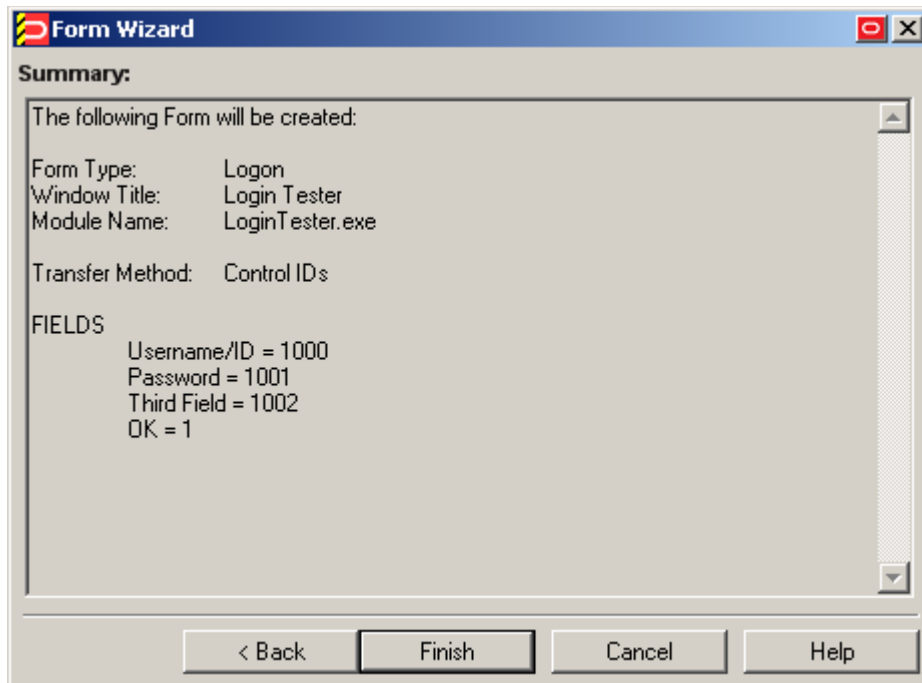 Form Wizard
Summary:
The following Form will be created:
Form Type: Logon
Window Title: Login Tester
Module Name: LoginTester.exe
Transfer Method: Control IDs
FIELDS
Username/ID = 1000
Password = 1001
Third Field = 1002
OK = 1
< Back Finish Cancel Help